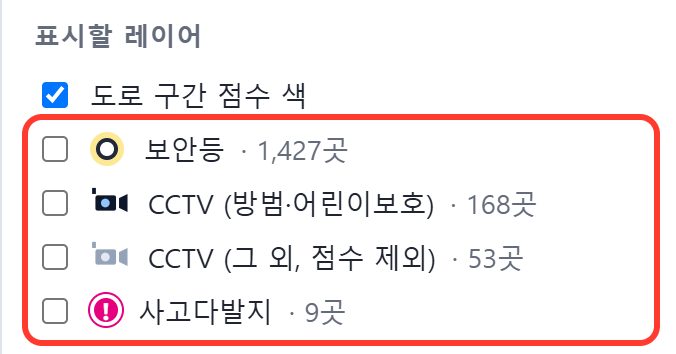 표시할 레이어
도로 구간 점수 색
보안등 · 1,427곳
CCTV (방범·어린이보호) · 168곳
CCTV (그 외, 점수 제외) · 53곳
사고다발지 · 9곳